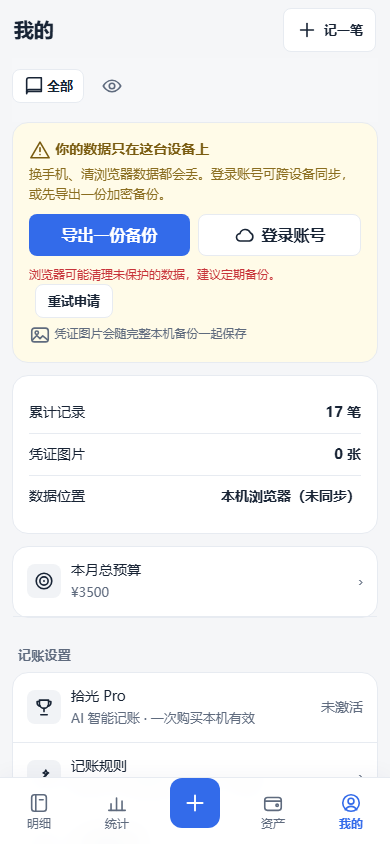 我的
记一笔
全部
你的数据只在这台设备上
换手机、清浏览器数据都会丢。登录账号可跨设备同步，
或先导出一份加密备份。
导出一份备份
登录账号
浏览器可能清理未保护的数据，建议定期备份。
重试申请
凭证图片会随完整本机备份一起保存
累计记录
17 笔
凭证图片
0 张
数据位置
本机浏览器（未同步）
本月总预算
¥3500
记账设置
拾光 Pro
AI 智能记账 · 一次购买本机有效
未激活
记账规则
明细
统计
资产
我的